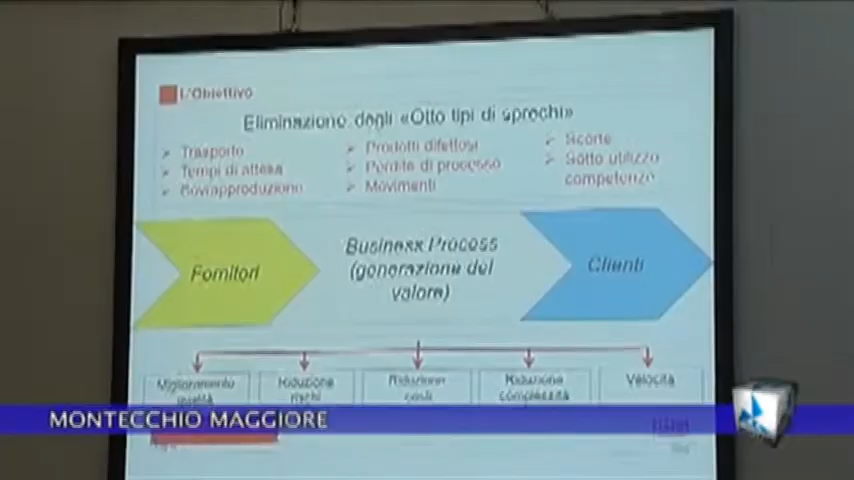 L'Obiettivo
Eliminazione degli «Otto tipi di sprechi»
Trasporto
Tempi di attesa
Sovrapproduzione
Prodotti difettosi
Perdite di processo
Movimenti
Scorte
Sotto utilizzo
competenze
Fornitori
Business Process
(generazione del
valore)
Clienti
Miglioramento
qualità
Riduzione
rischi
Riduzione
costi
Riduzione
complessità
Velocità
MONTECCHIO MAGGIORE